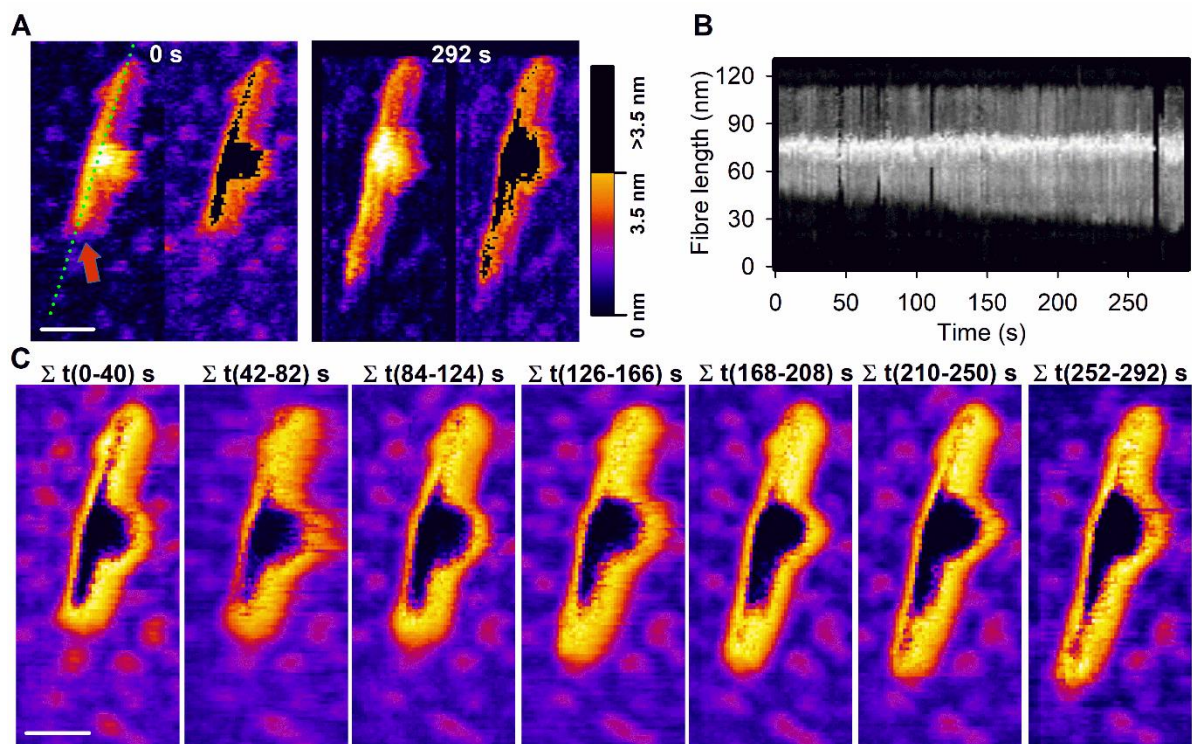 A
0 s
292 s
>3.5 nm
3.5 nm
0 nm
B
Fibre length (nm)
120
90
60
30
0
0
50
100
150
200
250
Time (s)
C
Σ t(0-40) s
Σ t(42-82) s
Σ t(84-124) s
Σ t(126-166) s
Σ t(168-208) s
Σ t(210-250) s
Σ t(252-292) s